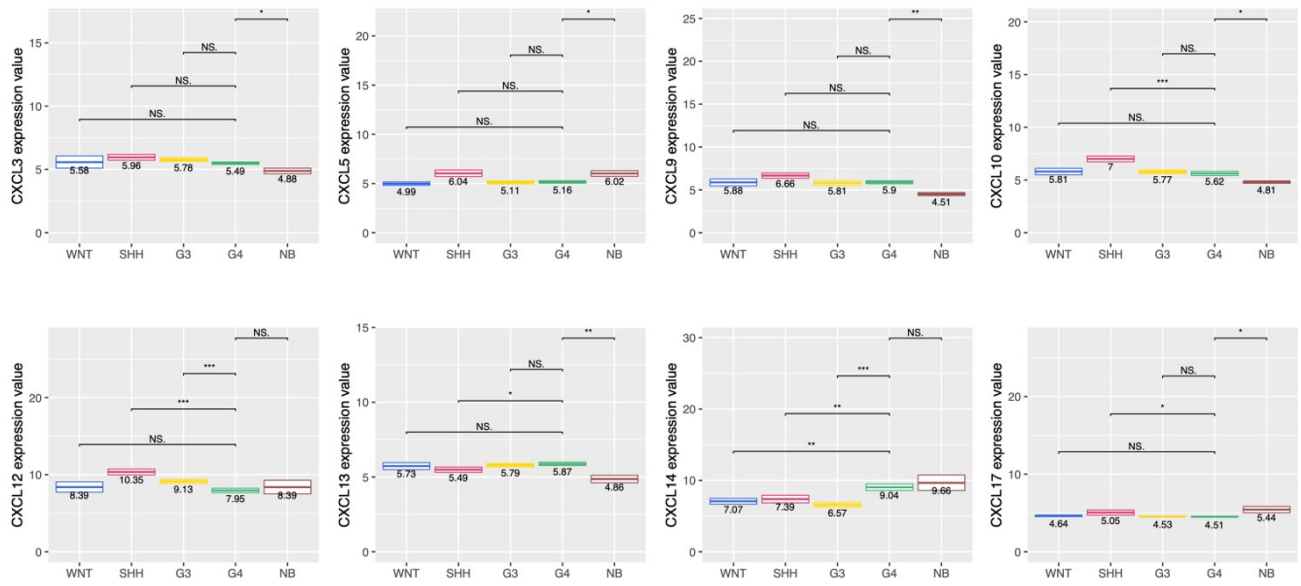 CXCL3 expression value
15
10
5
0
*
NS.
NS.
NS.
5.58
5.96
5.78
5.49
4.88
WNT SHH G3 G4 NB
CXCL5 expression value
20
15
10
5
0
*
NS.
NS.
NS.
4.99
6.04
5.11
5.16
6.02
WNT SHH G3 G4 NB
CXCL9 expression value
25
20
15
10
5
0
**
NS.
NS.
NS.
5.88
6.66
5.81
5.9
4.51
WNT SHH G3 G4 NB
CXCL10 expression value
20
15
10
5
0
*
NS.
***
NS.
5.81
7
5.77
5.62
4.81
WNT SHH G3 G4 NB
CXCL12 expression value
20
10
0
NS.
***
***
NS.
8.39
10.35
9.13
7.95
8.39
WNT SHH G3 G4 NB
CXCL13 expression value
15
10
5
0
**
NS.
*
NS.
5.73
5.49
5.79
5.87
4.86
WNT SHH G3 G4 NB
CXCL14 expression value
30
20
10
0
NS.
***
**
**
7.07
7.39
6.57
9.04
9.66
WNT SHH G3 G4 NB
CXCL17 expression value
20
10
0
*
NS.
*
NS.
4.64
5.05
4.53
4.51
5.44
WNT SHH G3 G4 NB